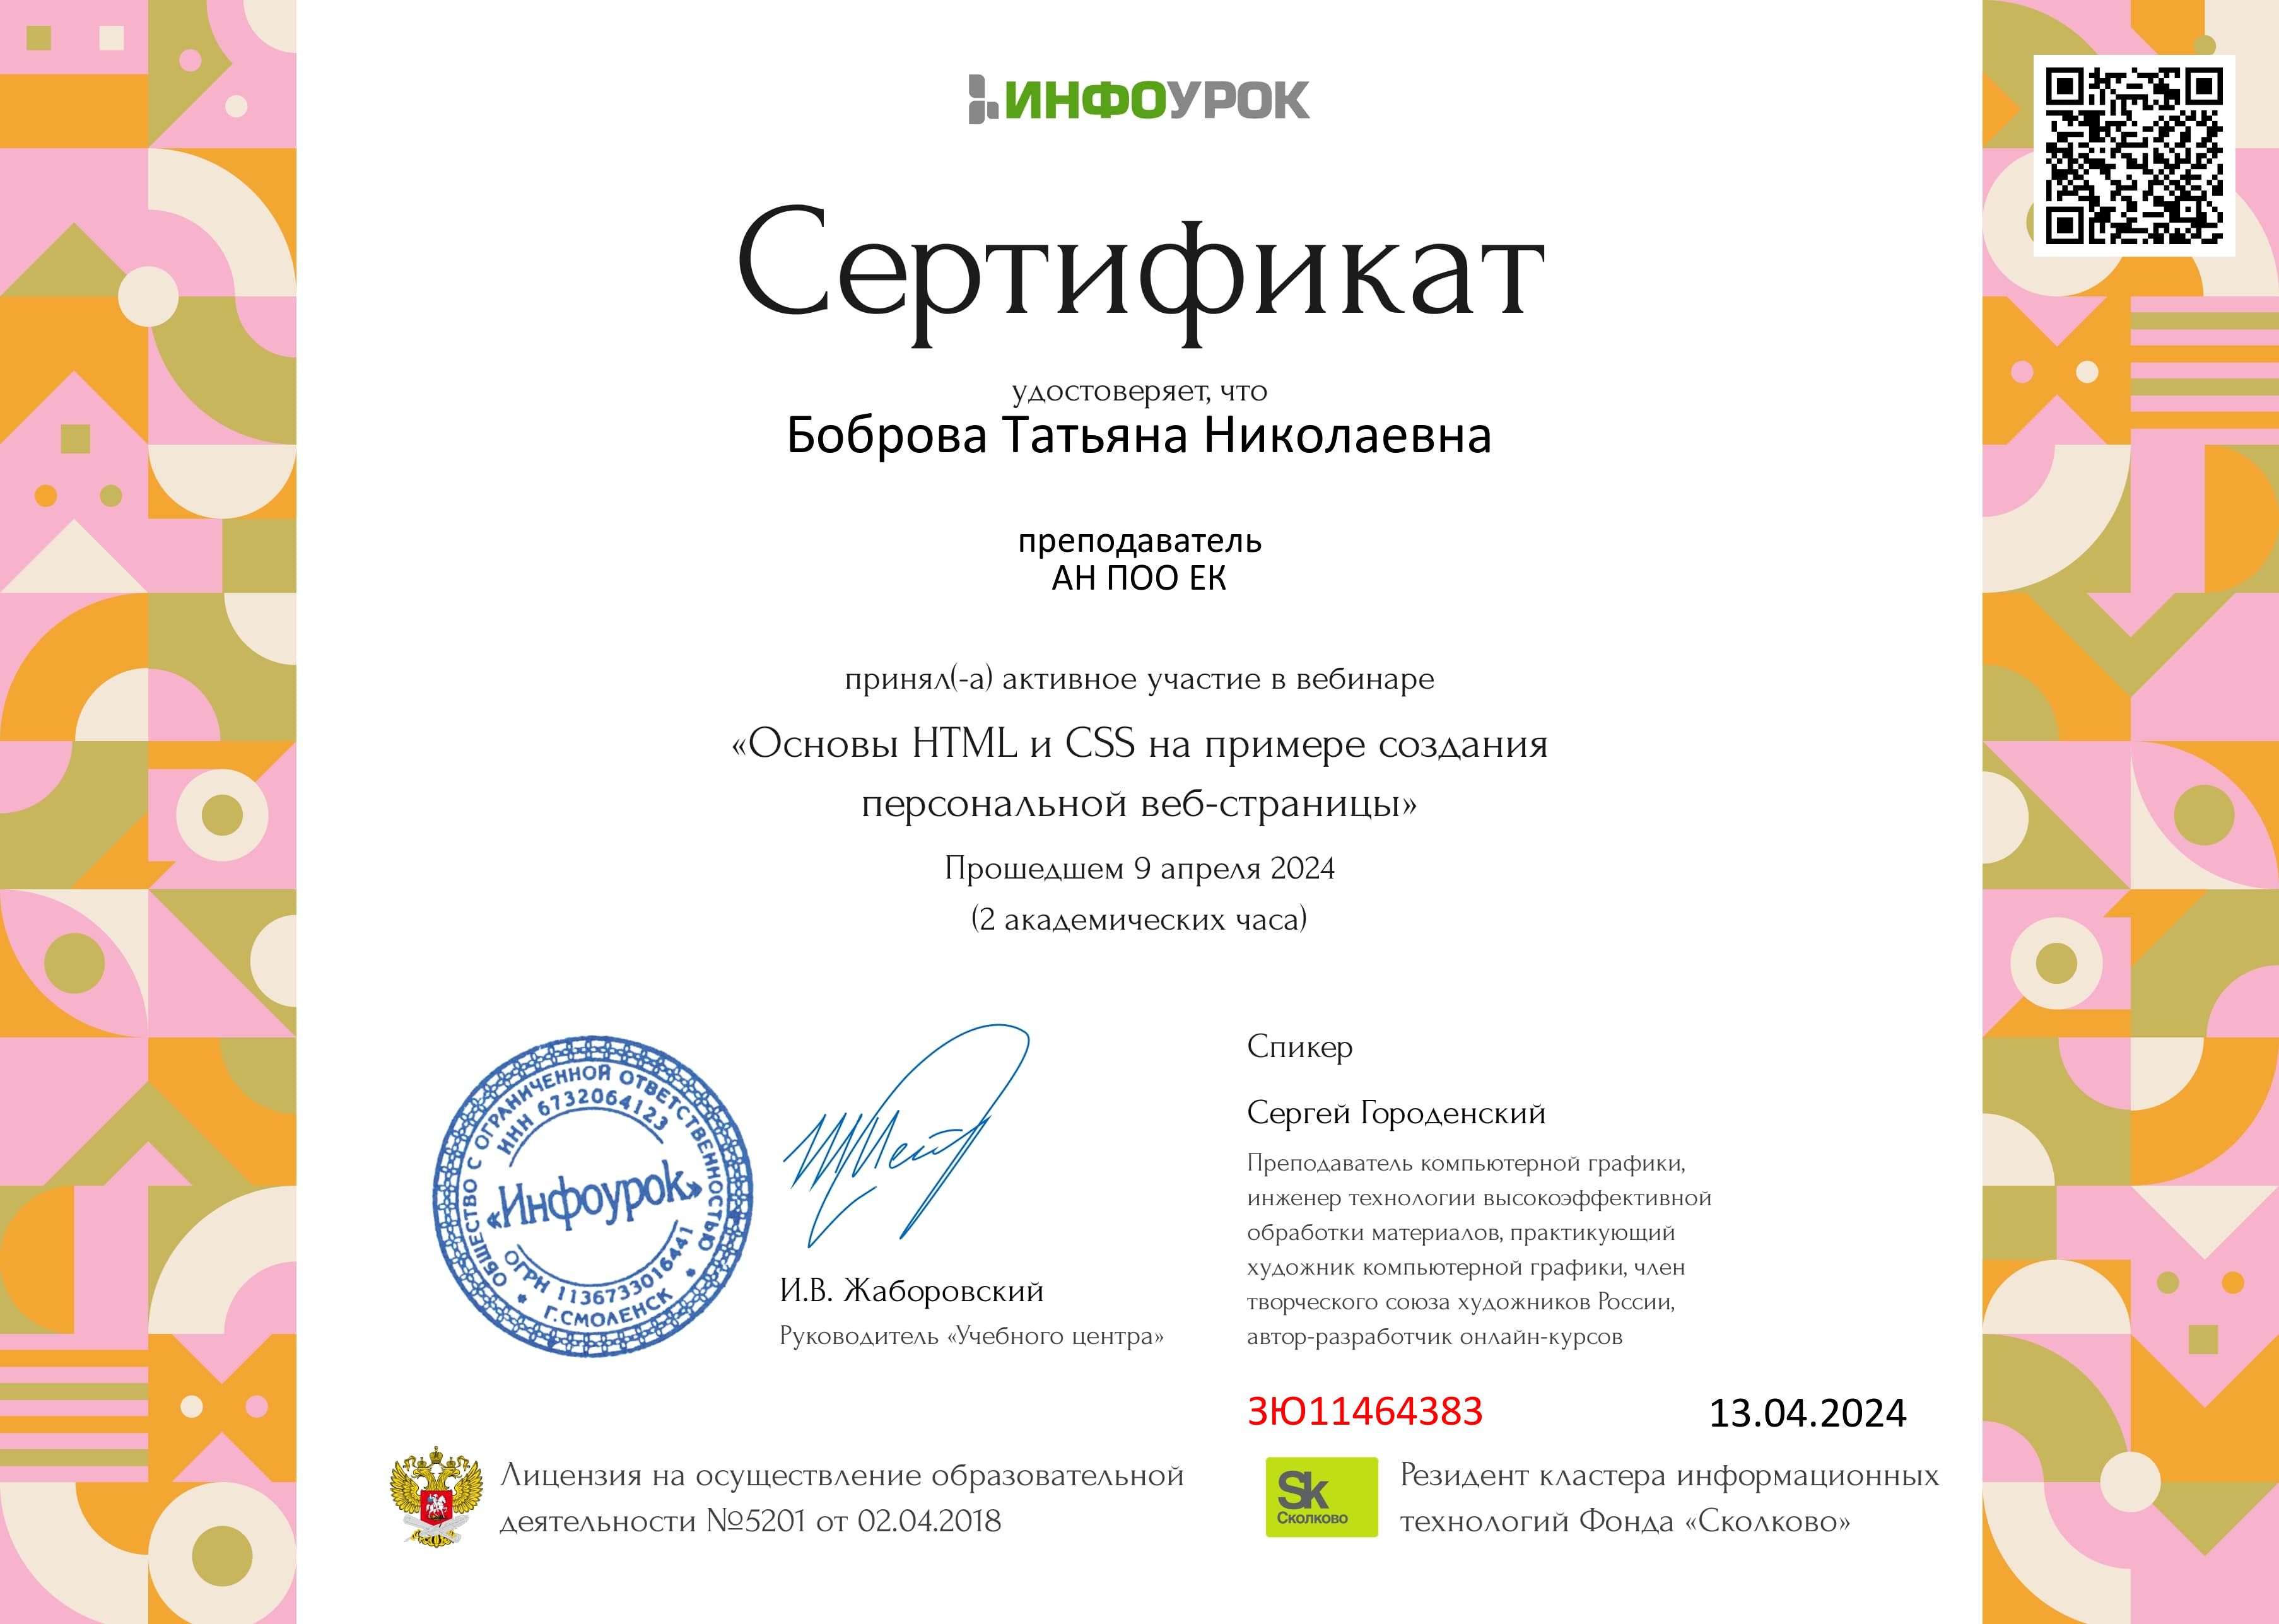 ИНФОУРОК
Сертификат
удостоверяет, что
Боброва Татьяна Николаевна
преподаватель
АН ПОО ЕК
принял(-а) активное участие в вебинаре
«Основы HTML и CSS на примере создания
персональной веб-страницы»
Прошедшем 9 апреля 2024
(2 академических часа)
ОБЩЕСТВО С ОГРАНИЧЕННОЙ ОТВЕТСТВЕННОСТЬЮ
ИНН 6732064123
«Инфоурок»
ОГРН 1136733016441
Г.СМОЛЕНСК
И.В. Жаборовский
Руководитель «Учебного центра»
Спикер
Сергей Городенский
Преподаватель компьютерной графики,
инженер технологии высокоэффективной
обработки материалов, практикующий
художник компьютерной графики, член
творческого союза художников России,
автор-разработчик онлайн-курсов
ЗЮ11464383
13.04.2024
Лицензия на осуществление образовательной
деятельности №5201 от 02.04.2018
Sk
Сколково
Резидент кластера информационных
технологий Фонда «Сколково»